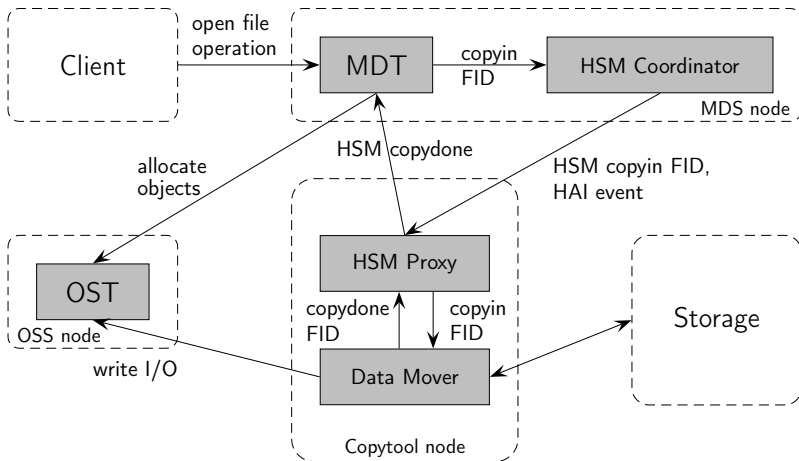 open file
operation
Client
MDT
copyin
FID
HSM Coordinator
MDS node
HSM copydone
allocate
objects
HSM copyin FID,
HAI event
HSM Proxy
OST
OSS node
copydone
FID
copyin
FID
Storage
write I/O
Data Mover
Copytool node